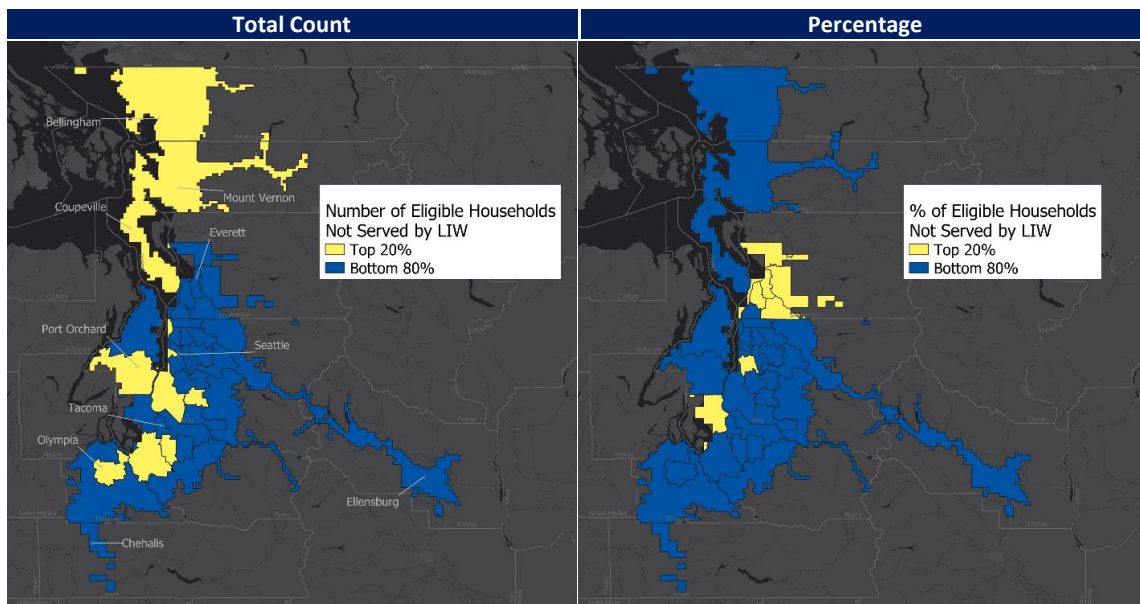 Total Count
Percentage
Bellingham
Mount Vernon
Coupeville
Everett
Number of Eligible Households
Not Served by LIW
Top 20%
Bottom 80%
Port Orchard
Seattle
Tacoma
Olympia
Ellensburg
Chehalis
% of Eligible Households
Not Served by LIW
Top 20%
Bottom 80%